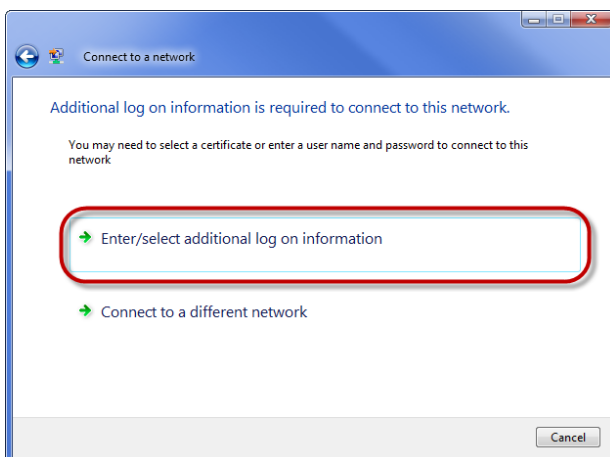 Connect to a network
Additional log on information is required to connect to this network.
You may need to select a certificate or enter a user name and password to connect to this
network
Enter/select additional log on information
Connect to a different network
Cancel